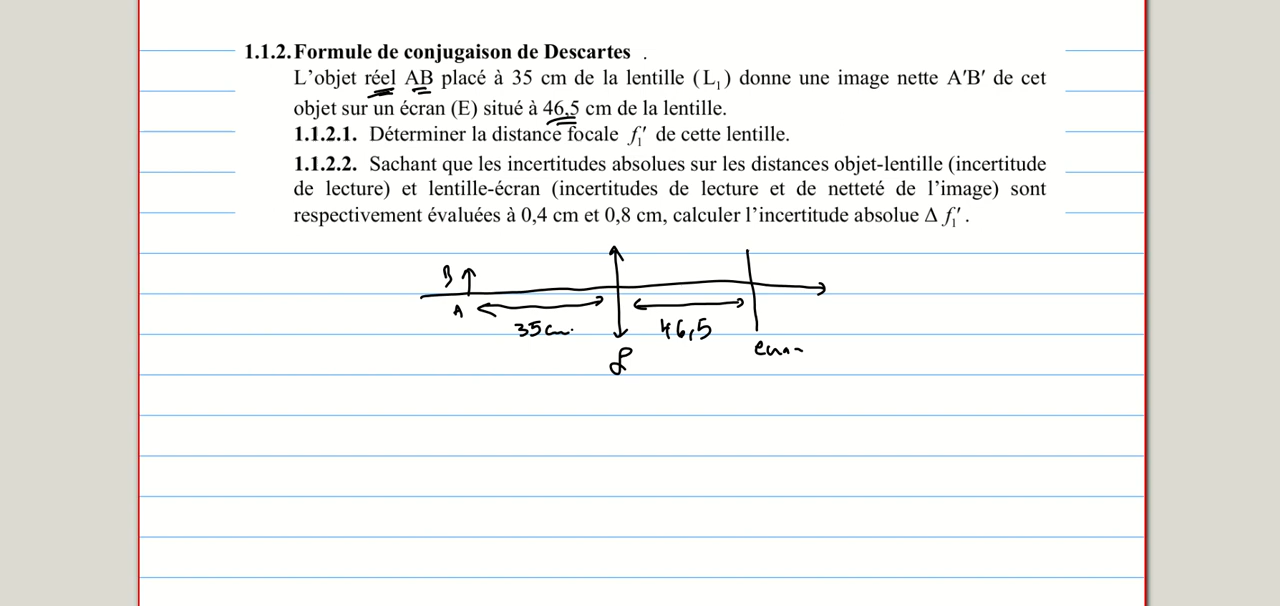 1.1.2. Formule de conjugaison de Descartes .
L'objet réel AB placé à 35 cm de la lentille (L₁) donne une image nette A′B′ de cet
objet sur un écran (E) situé à 46,5 cm de la lentille.
1.1.2.1. Déterminer la distance focale f₁′ de cette lentille.
1.1.2.2. Sachant que les incertitudes absolues sur les distances objet-lentille (incertitude
de lecture) et lentille-écran (incertitudes de lecture et de netteté de l'image) sont
respectivement évaluées à 0,4 cm et 0,8 cm, calculer l'incertitude absolue Δ f₁′.
B
A
35 cm.
46,5
L